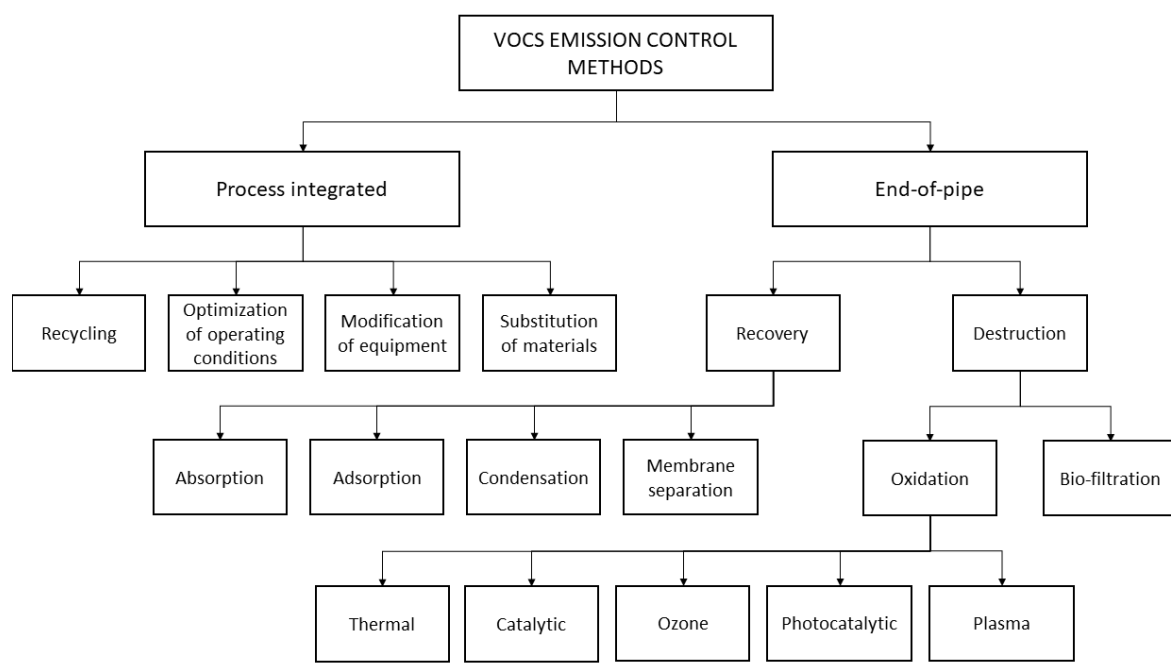 VOCS EMISSION CONTROL
METHODS
Process integrated
End-of-pipe
Recycling
Optimization
of operating
conditions
Modification
of equipment
Substitution
of materials
Recovery
Destruction
Absorption
Adsorption
Condensation
Membrane
separation
Oxidation
Bio-filtration
Thermal
Catalytic
Ozone
Photocatalytic
Plasma